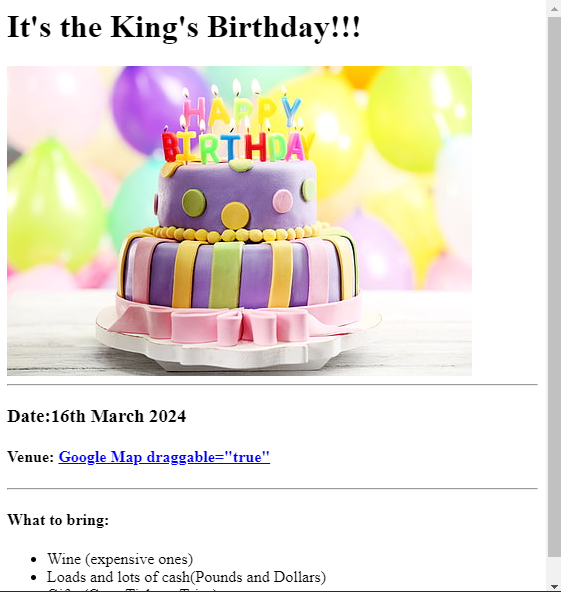 It's the King's Birthday!!!
HAPPY
BIRTHDAY
Date:16th March 2024
Venue: Google Map draggable="true"
What to bring:
Wine (expensive ones)
Loads and lots of cash(Pounds and Dollars)